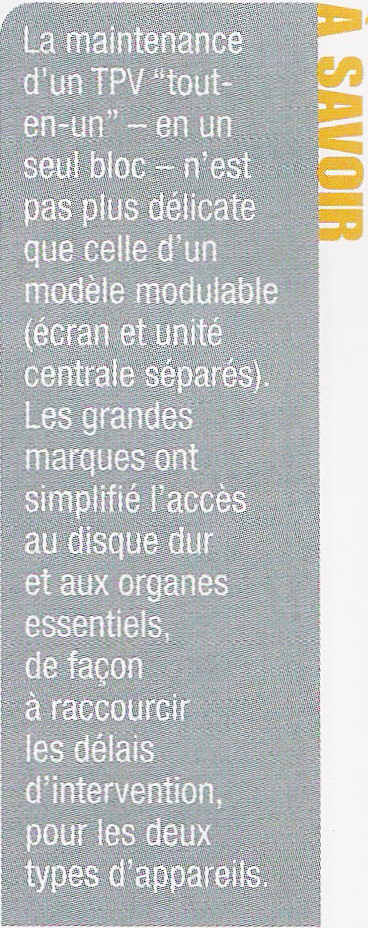 À SAVOIR
La maintenance
d'un TPV "tout-
en-un" – en un
seul bloc – n'est
pas plus délicate
que celle d'un
modèle modulable
(écran et unité
centrale séparés).
Les grandes
marques ont
simplifié l'accès
au disque dur
et aux organes
essentiels,
de façon
à raccourcir
les délais
d'intervention,
pour les deux
types d'appareils.